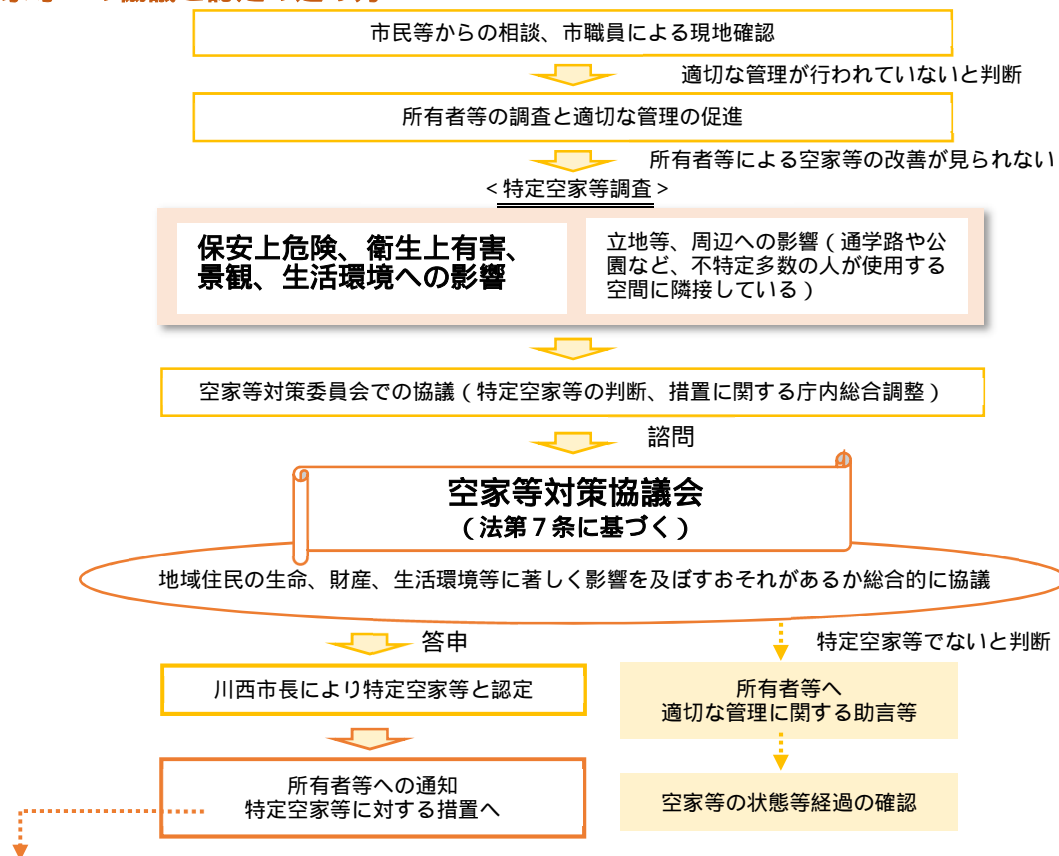 市民等からの相談、市職員による現地確認
適切な管理が行われていないと判断
所有者等の調査と適切な管理の促進
所有者等による空家等の改善が見られない
<特定空家等調査>
保安上危険、衛生上有害、
景観、生活環境への影響
立地等、周辺への影響（通学路や公
園など、不特定多数の人が使用する
空間に隣接している）
空家等対策委員会での協議（特定空家等の判断、措置に関する庁内総合調整）
諮問
空家等対策協議会
（法第７条に基づく）
地域住民の生命、財産、生活環境等に著しく影響を及ぼすおそれがあるか総合的に協議
答申
特定空家等でないと判断
川西市長により特定空家等と認定
所有者等へ
適切な管理に関する助言等
所有者等への通知
特定空家等に対する措置へ
空家等の状態等経過の確認